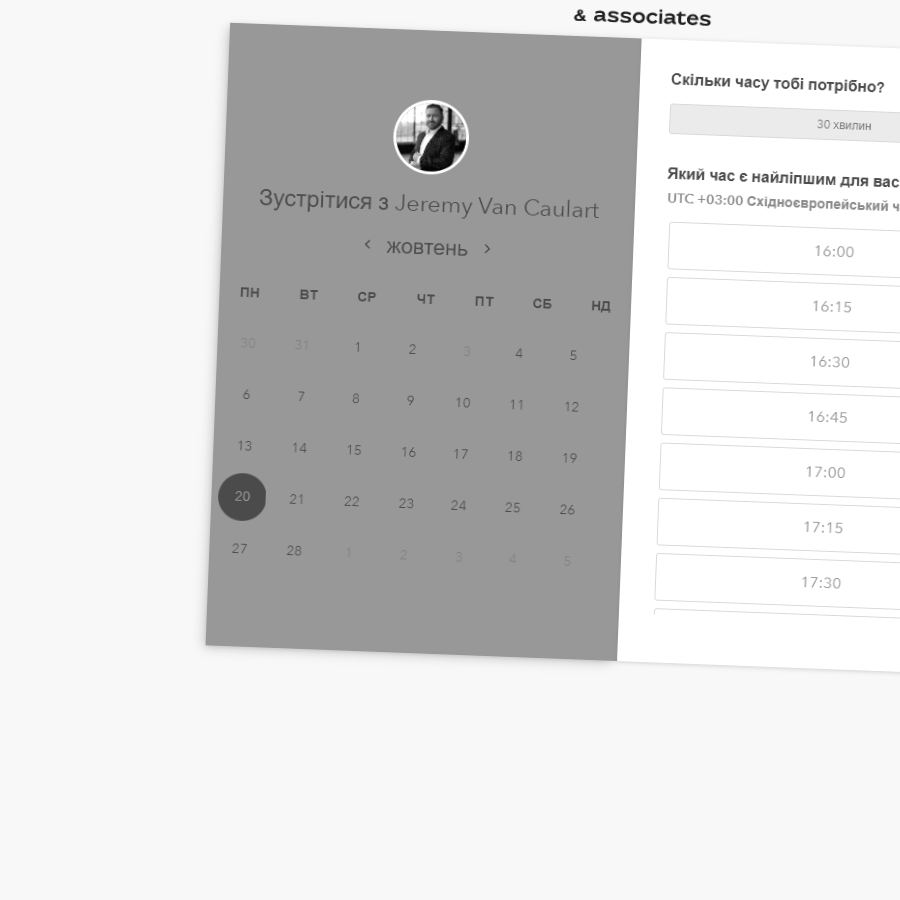 & associates
Зустрітися з Jeremy Van Caulart
‹ жовтень ›
ПН ВТ СР ЧТ ПТ СБ НД
30 31 1 2 3 4 5
6 7 8 9 10 11 12
13 14 15 16 17 18 19
20 21 22 23 24 25 26
27 28 1 2 3 4 5
Скільки часу тобі потрібно?
30 хвилин
Який час є найліпшим для вас
UTC +03:00 Східноєвропейський ч
16:00
16:15
16:30
16:45
17:00
17:15
17:30